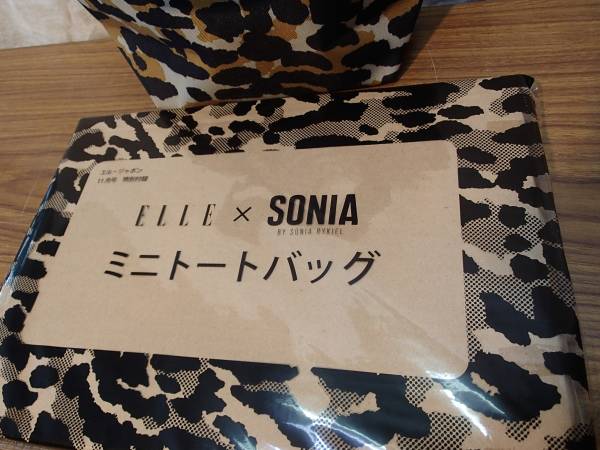 エル・ジャポン
11月号 特別付録
ELLE × SONIA
BY SONIA RYKIEL
ミニトートバッグ